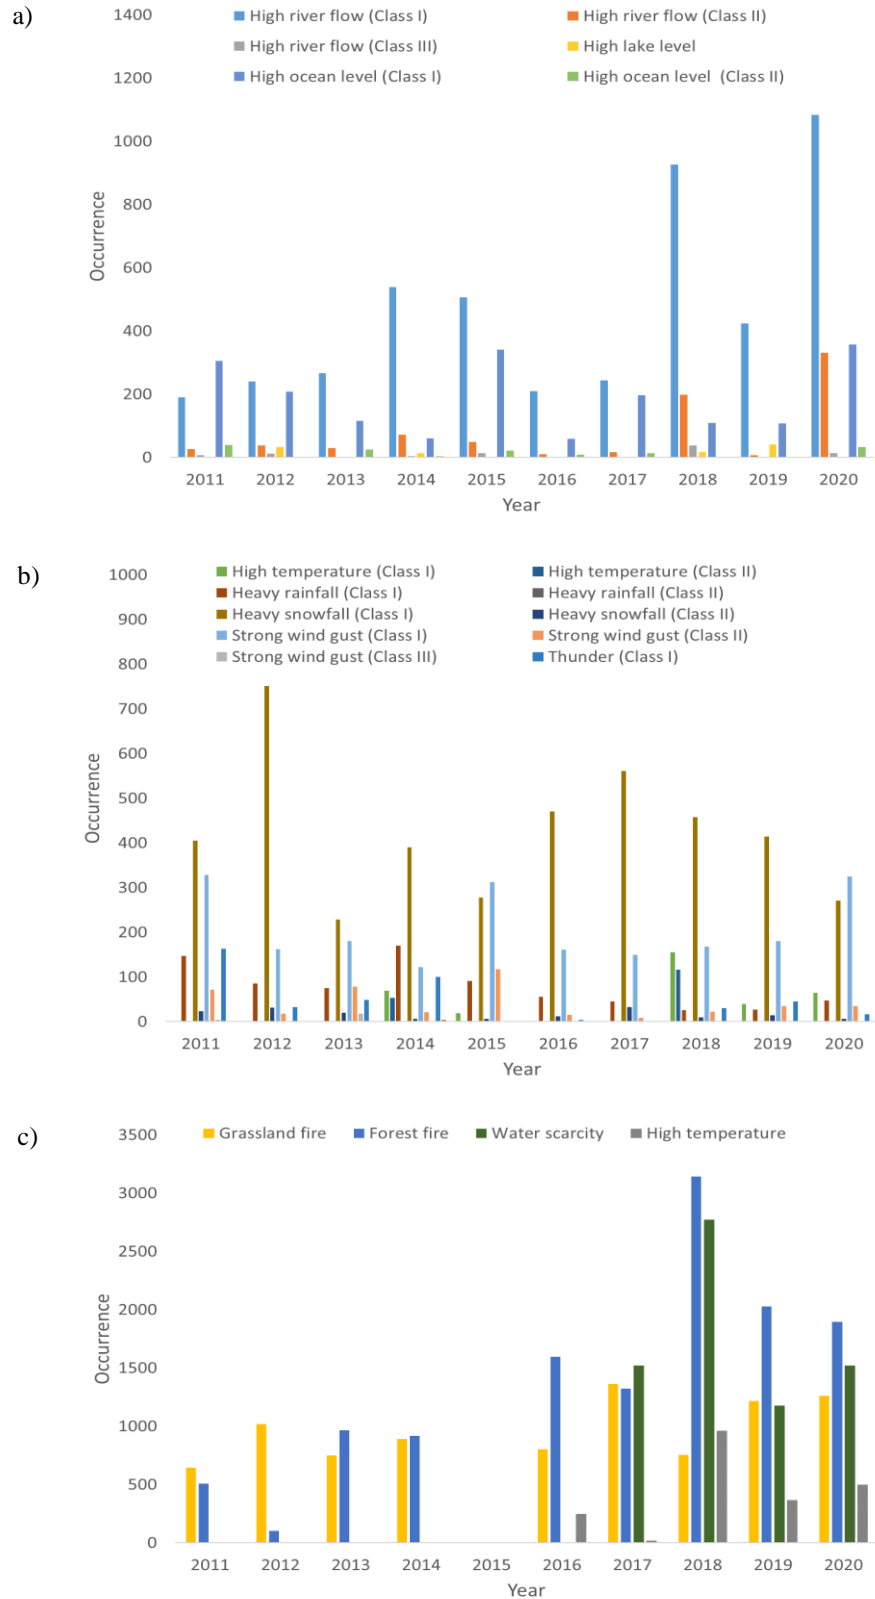 a)
High river flow (Class I) High river flow (Class II)
High river flow (Class III) High lake level
High ocean level (Class I) High ocean level (Class II)
1400
1200
1000
800
600
400
200
0
Occurrence
2011 2012 2013 2014 2015 2016 2017 2018 2019 2020
Year
b)
High temperature (Class I) High temperature (Class II)
Heavy rainfall (Class I) Heavy rainfall (Class II)
Heavy snowfall (Class I) Heavy snowfall (Class II)
Strong wind gust (Class I) Strong wind gust (Class II)
Strong wind gust (Class III) Thunder (Class I)
1000
900
800
700
600
500
400
300
200
100
0
Occurrence
2011 2012 2013 2014 2015 2016 2017 2018 2019 2020
Year
c)
Grassland fire Forest fire Water scarcity High temperature
3500
3000
2500
2000
1500
1000
500
0
Occurrence
2011 2012 2013 2014 2015 2016 2017 2018 2019 2020
Year